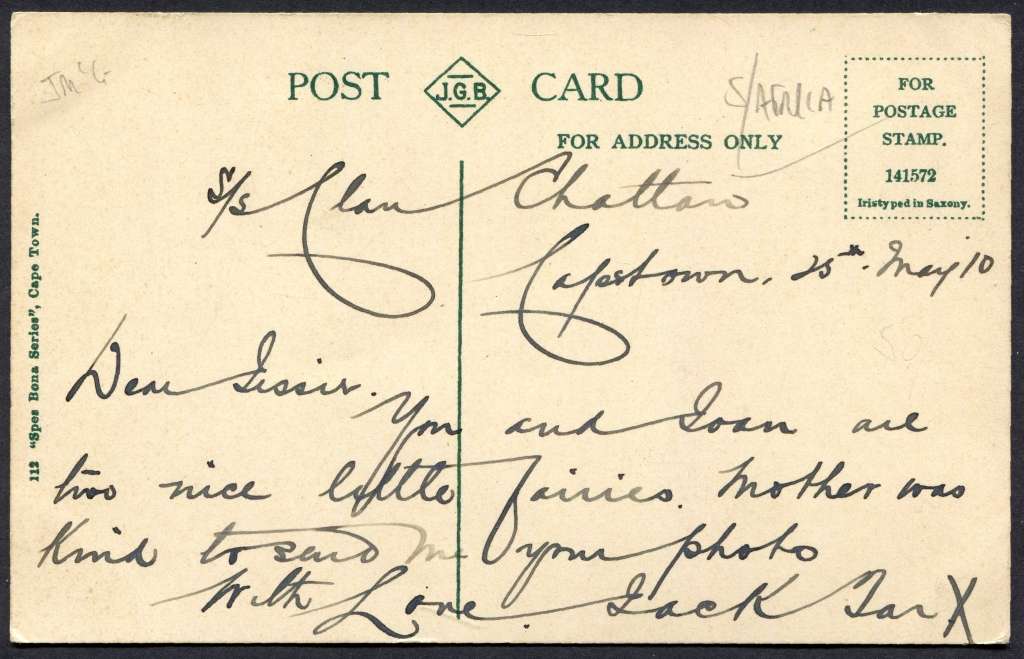 JMcG
POST J.G.B. CARD
S/AFRICA
FOR ADDRESS ONLY
FOR
POSTAGE
STAMP.
141572
Iristyped in Saxony.
112 "Spes Bona Series", Cape Town.
S/S Clan Chattan
Capetown, 25th May 10
Dear Jessie.
You and Joan are
two nice little fairies. Mother was
Kind to send me your photo
With Love. Jack Tar X